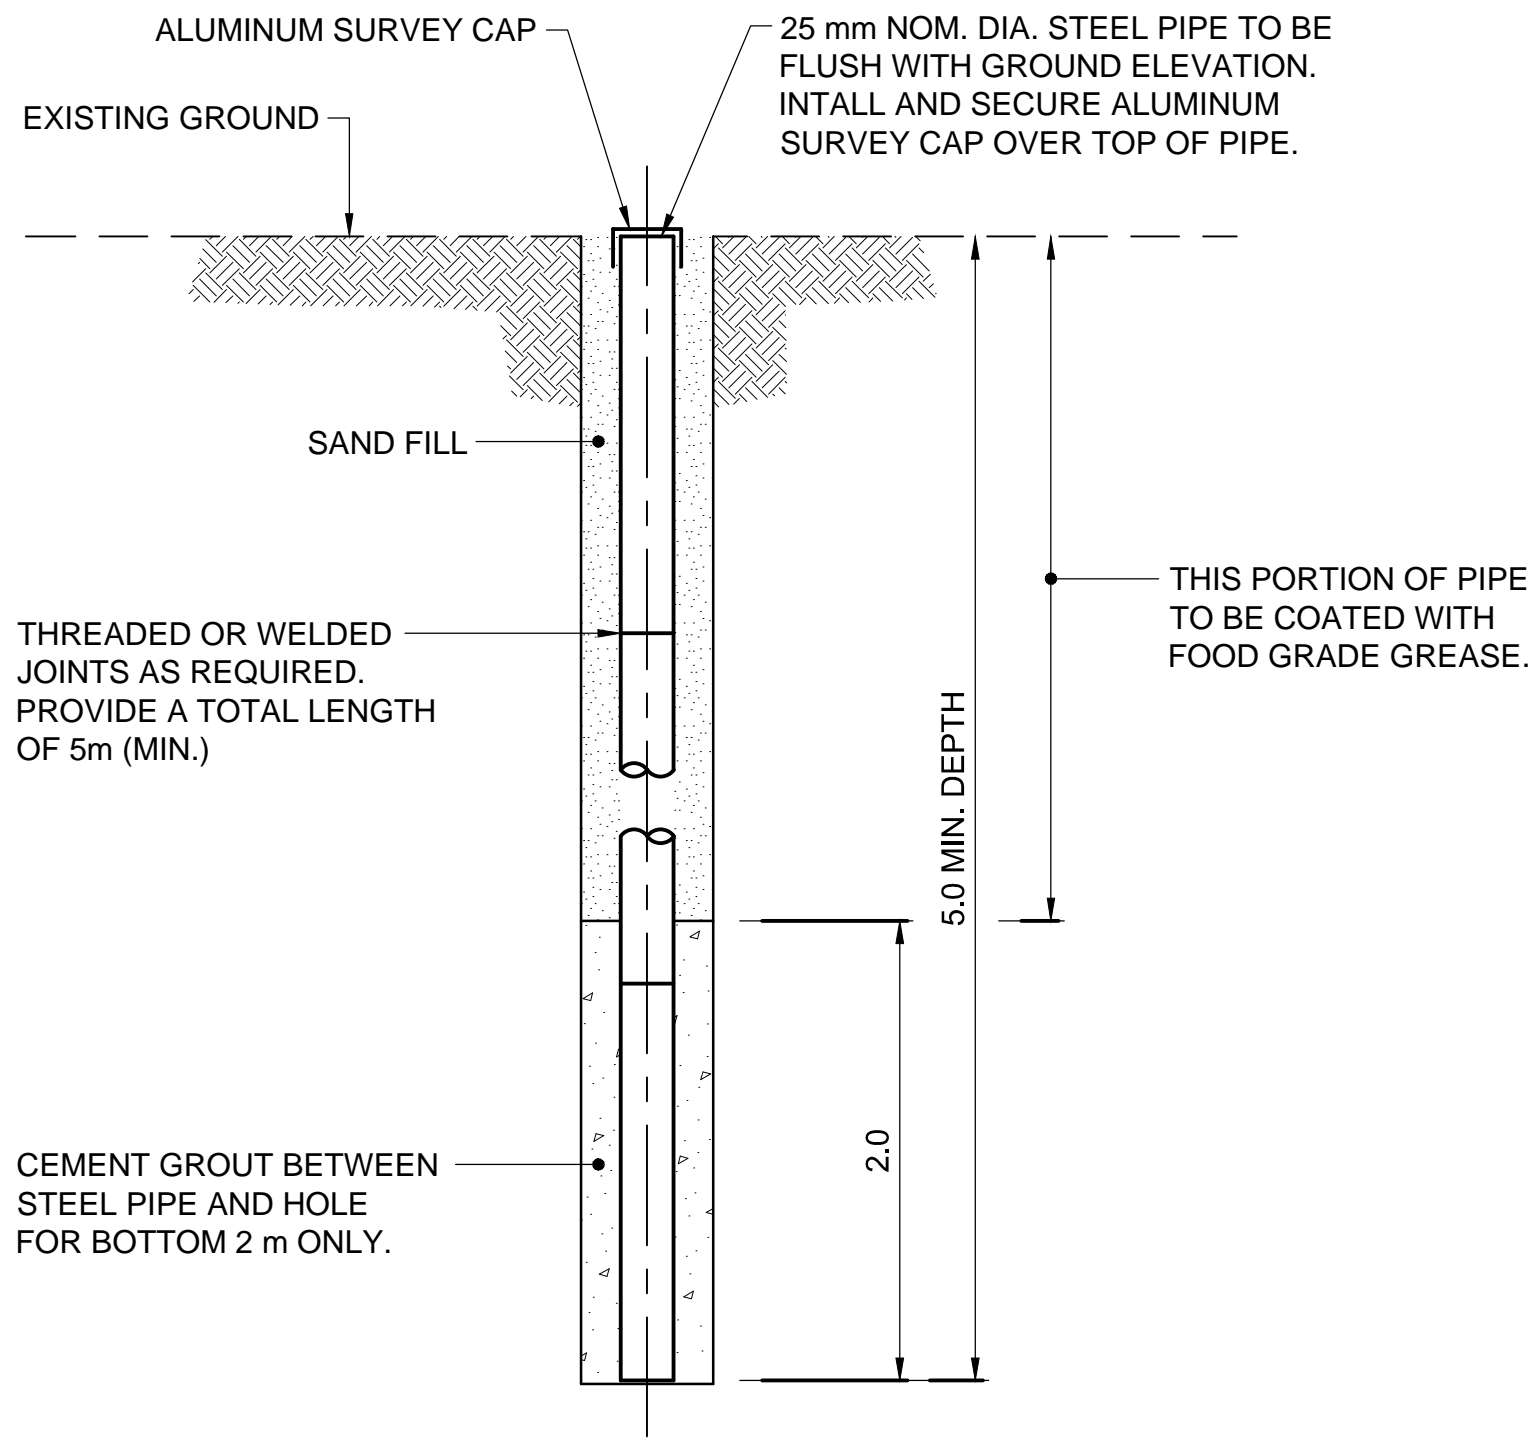 ALUMINUM SURVEY CAP
25 mm NOM. DIA. STEEL PIPE TO BE
FLUSH WITH GROUND ELEVATION.
INTALL AND SECURE ALUMINUM
SURVEY CAP OVER TOP OF PIPE.
EXISTING GROUND
SAND FILL
THIS PORTION OF PIPE
TO BE COATED WITH
FOOD GRADE GREASE.
THREADED OR WELDED
JOINTS AS REQUIRED.
PROVIDE A TOTAL LENGTH
OF 5m (MIN.)
5.0 MIN. DEPTH
2.0
CEMENT GROUT BETWEEN
STEEL PIPE AND HOLE
FOR BOTTOM 2 m ONLY.